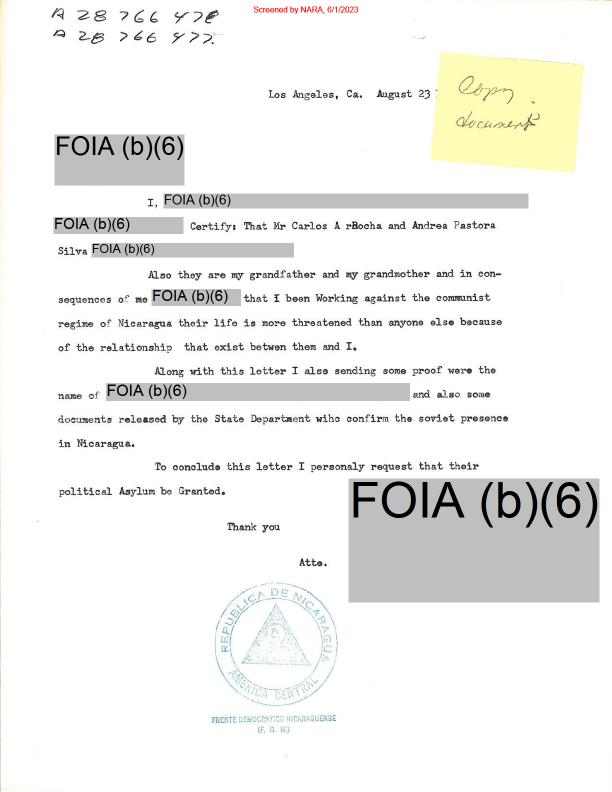 Screened by NARA, 6/1/2023
A 28 766 478
A 28 766 477.
Los Angeles, Ca. August 23
Copy.
documents
FOIA (b)(6)
I, FOIA (b)(6)
FOIA (b)(6) Certify: That Mr Carlos A rRocha and Andrea Pastora
Silva FOIA (b)(6)
Also they are my grandfather and my grandmother and in con-
sequences of me FOIA (b)(6) that I been Working against the communist
regime of Nicaragua their life is more threatened than anyone else because
of the relationship that exist betwen them and I.
Along with this letter I also sending some proof were the
name of FOIA (b)(6) and also some
documents released by the State Department wihc confirm the soviet presence
in Nicaragua.
To conclude this letter I personaly request that their
political Asylum be Granted.
FOIA (b)(6)
Thank you
Atte.
REPUBLICA DE NICARAGUA
AMERICA CENTRAL
FRENTE DEMOCRATICO NICARAGUENSE
(F. D. N.)